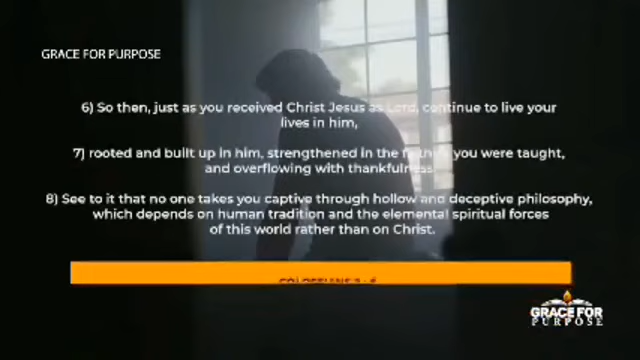 GRACE FOR PURPOSE
6) So then, just as you received Christ Jesus as Lord, continue to live your
lives in him,
7) rooted and built up in him, strengthened in the faith as you were taught,
and overflowing with thankfulness.
8) See to it that no one takes you captive through hollow and deceptive philosophy,
which depends on human tradition and the elemental spiritual forces
of this world rather than on Christ.
GRACE FOR
PURPOSE